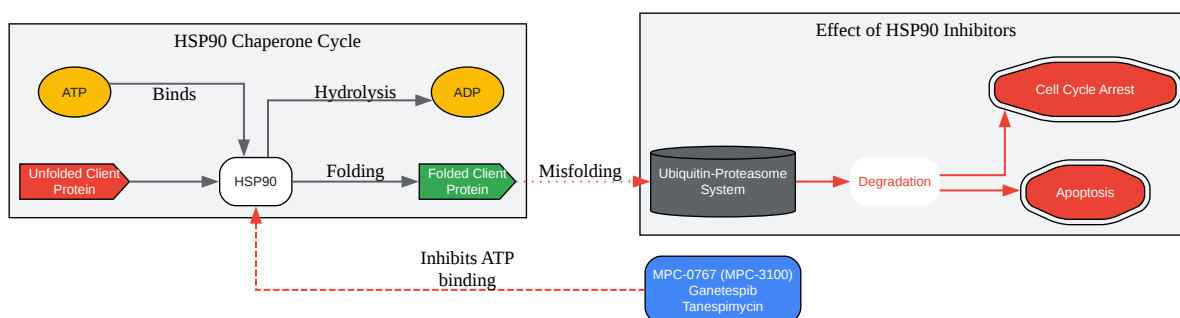 HSP90 Chaperone Cycle
ATP
Binds
Hydrolysis
ADP
Unfolded Client
Protein
HSP90
Folding
Folded Client
Protein
Misfolding
Effect of HSP90 Inhibitors
Cell Cycle Arrest
Ubiquitin-Proteasome
System
Degradation
Apoptosis
Inhibits ATP
binding
MPC-0767 (MPC-3100)
Ganetespib
Tanespimycin